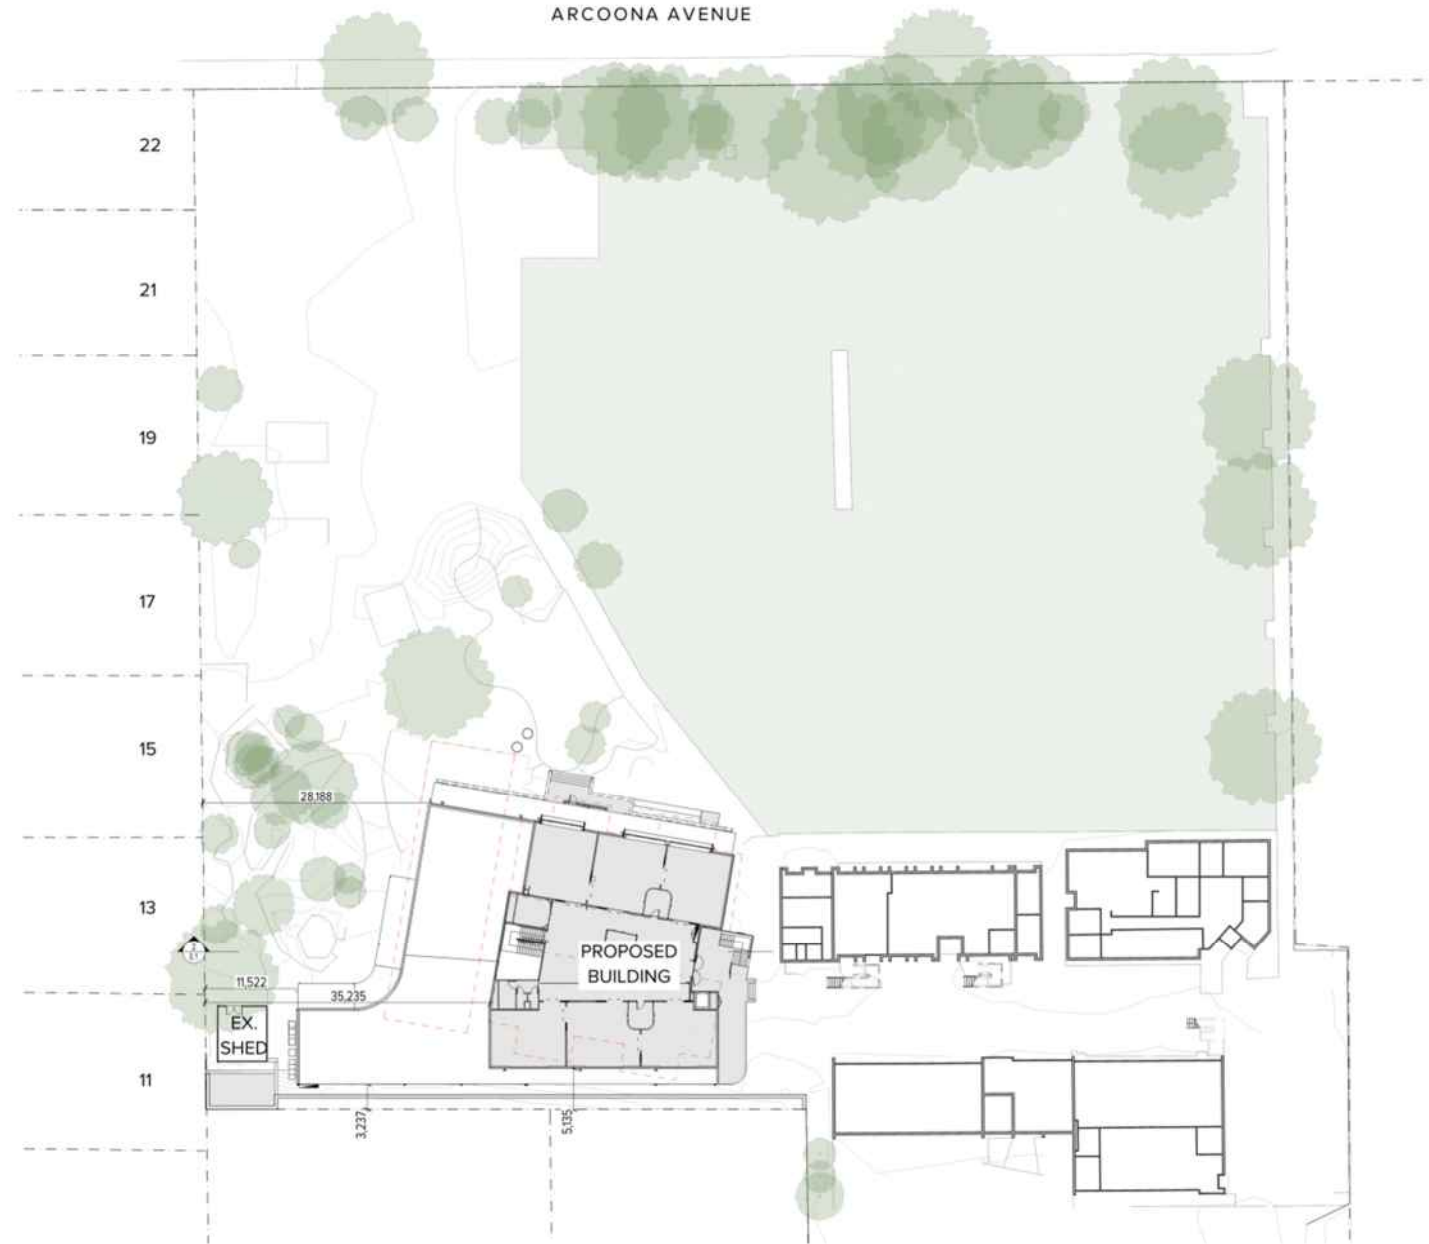 ARCOONA AVENUE
22
21
19
17
15
28,188
13
PROPOSED
BUILDING
11,522
35,235
EX.
SHED
11
3,237
5,135